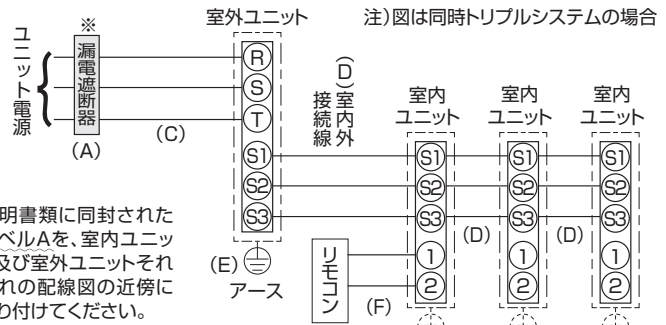 室外ユニット
注)図は同時トリプルシステムの場合
ユニット電源
※
漏電遮断器
(A)
(C)
R
S
T
S1
S2
S3
(D)室内外
接続線
室内
ユニット
室内
ユニット
室内
ユニット
S1
S2
S3
1
2
S1
S2
S3
1
2
S1
S2
S3
1
2
(D)
(D)
(E)
アース
リモコン
(F)
明書類に同封された
ベルAを、室内ユニッ
及び室外ユニットそれ
れの配線図の近傍に
り付けてください。